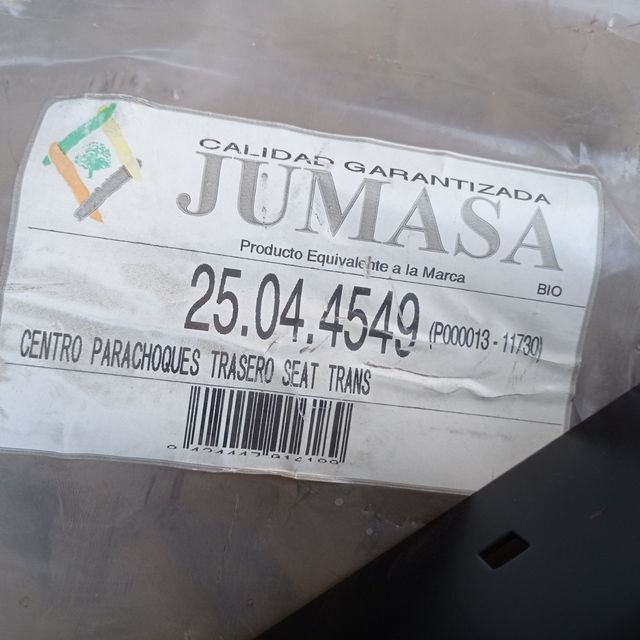 CALIDAD GARANTIZADA
JUMASA
Producto Equivalente a la Marca
BIO
25.04.4549 (P000013 - 11730)
CENTRO PARACHOQUES TRASERO SEAT TRANS